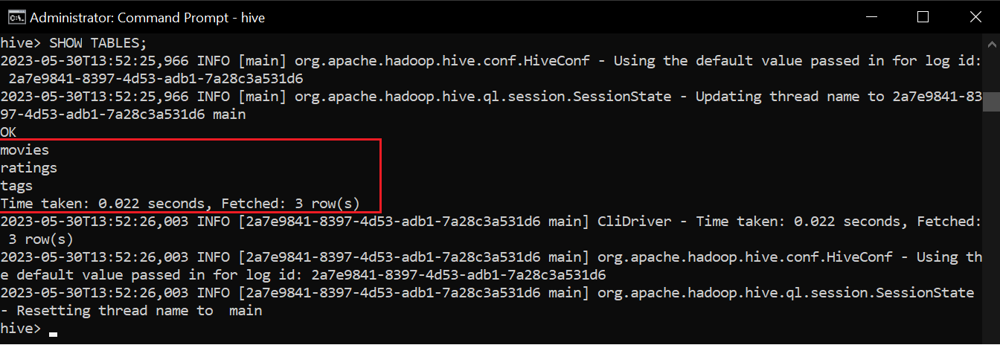 Administrator: Command Prompt - hive
hive> SHOW TABLES;
2023-05-30T13:52:25,966 INFO [main] org.apache.hadoop.hive.conf.HiveConf - Using the default value passed in for log id:
 2a7e9841-8397-4d53-adb1-7a28c3a531d6
2023-05-30T13:52:25,966 INFO [main] org.apache.hadoop.hive.ql.session.SessionState - Updating thread name to 2a7e9841-83
97-4d53-adb1-7a28c3a531d6 main
OK
movies
ratings
tags
Time taken: 0.022 seconds, Fetched: 3 row(s)
2023-05-30T13:52:26,003 INFO [2a7e9841-8397-4d53-adb1-7a28c3a531d6 main] CliDriver - Time taken: 0.022 seconds, Fetched:
 3 row(s)
2023-05-30T13:52:26,003 INFO [2a7e9841-8397-4d53-adb1-7a28c3a531d6 main] org.apache.hadoop.hive.conf.HiveConf - Using th
e default value passed in for log id: 2a7e9841-8397-4d53-adb1-7a28c3a531d6
2023-05-30T13:52:26,003 INFO [2a7e9841-8397-4d53-adb1-7a28c3a531d6 main] org.apache.hadoop.hive.ql.session.SessionState
- Resetting thread name to  main
hive>